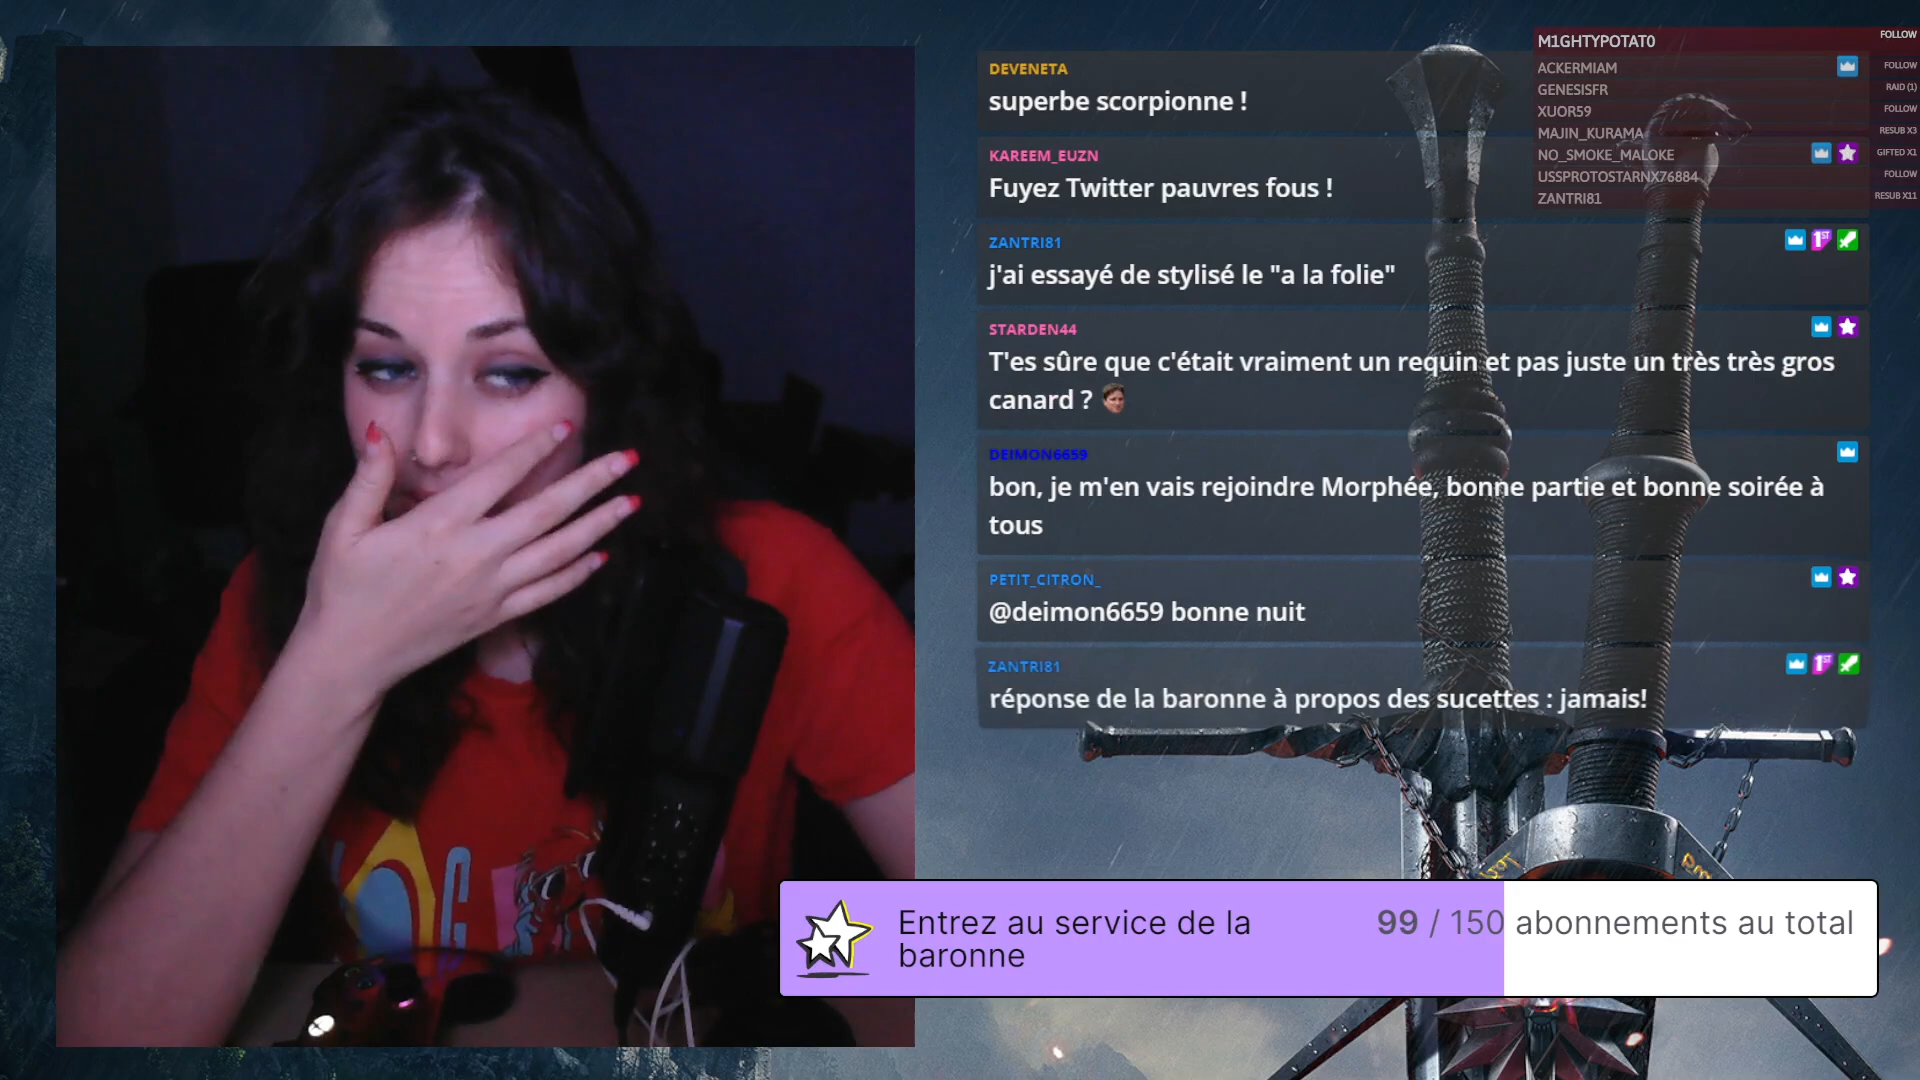 DEVENETA
superbe scorpionne !
KAREEM_EUZN
Fuyez Twitter pauvres fous !
ZANTRI81
1ST
j'ai essayé de stylisé le "a la folie"
STARDEN44
T'es sûre que c'était vraiment un requin et pas juste un très très gros
canard ?
DEIMON6659
bon, je m'en vais rejoindre Morphée, bonne partie et bonne soirée à
tous
PETIT_CITRON_
@deimon6659 bonne nuit
ZANTRI81
1ST
réponse de la baronne à propos des sucettes : jamais!
M1GHTYPOTAT0 FOLLOW
ACKERMIAM FOLLOW
GENESISFR RAID (1)
XUOR59 FOLLOW
MAJIN_KURAMA RESUB X3
NO_SMOKE_MALOKE GIFTED X1
USSPROTOSTARNX76884 FOLLOW
ZANTRI81 RESUB X11
Entrez au service de la
baronne
99 / 150 abonnements au total